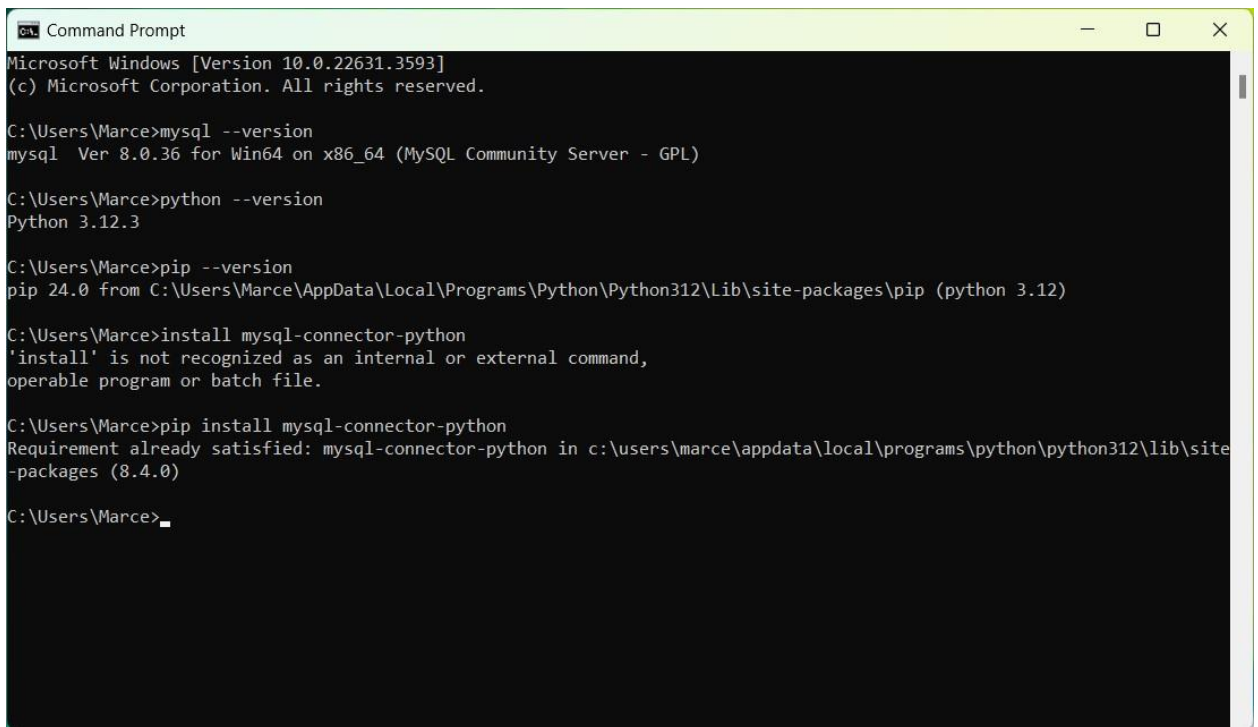 Command Prompt
Microsoft Windows [Version 10.0.22631.3593]
(c) Microsoft Corporation. All rights reserved.
C:\Users\Marce>mysql --version
mysql  Ver 8.0.36 for Win64 on x86_64 (MySQL Community Server - GPL)
C:\Users\Marce>python --version
Python 3.12.3
C:\Users\Marce>pip --version
pip 24.0 from C:\Users\Marce\AppData\Local\Programs\Python\Python312\Lib\site-packages\pip (python 3.12)
C:\Users\Marce>install mysql-connector-python
'install' is not recognized as an internal or external command,
operable program or batch file.
C:\Users\Marce>pip install mysql-connector-python
Requirement already satisfied: mysql-connector-python in c:\users\marce\appdata\local\programs\python\python312\lib\site
-packages (8.4.0)
C:\Users\Marce>